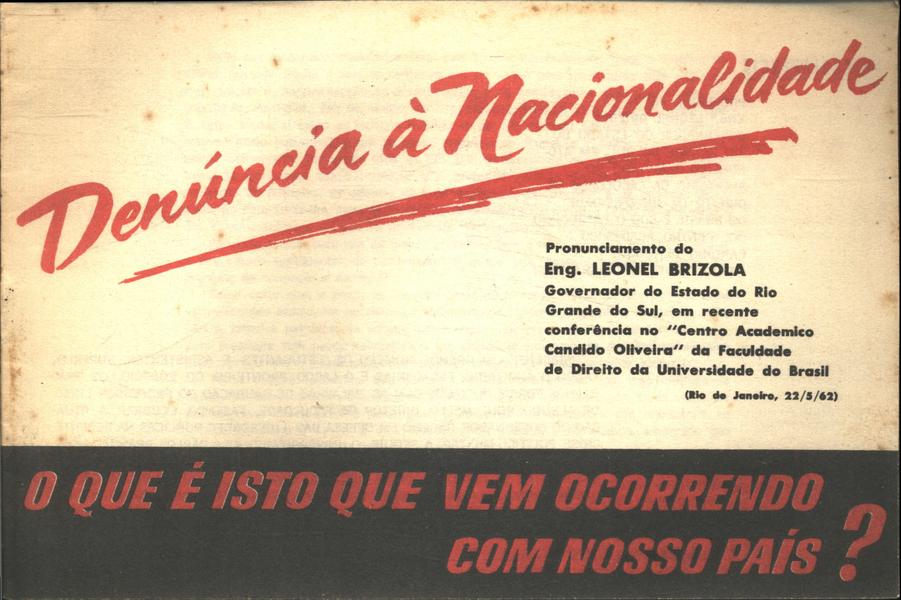 Denúncia à Nacionalidade
Pronunciamento do
Eng. LEONEL BRIZOLA
Governador do Estado do Rio
Grande do Sul, em recente
conferência no "Centro Academico
Candido Oliveira" da Faculdade
de Direito da Universidade do Brasil
(Rio de Janeiro, 22/5/62)
O QUE É ISTO QUE VEM OCORRENDO
COM NOSSO PAÍS ?